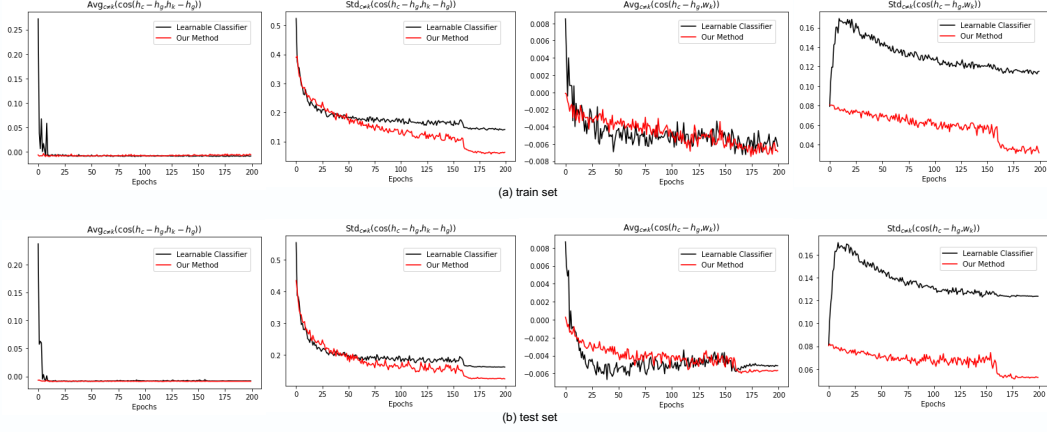 Avg_{c≠k}(cos(h_c − h_g, h_k − h_g))
0.25
0.20
0.15
0.10
0.05
0.00
Learnable Classifier
Our Method
0 25 50 75 100 125 150 175 200
Epochs
Std_{c≠k}(cos(h_c − h_g, h_k − h_g))
0.5
0.4
0.3
0.2
0.1
Learnable Classifier
Our Method
0 25 50 75 100 125 150 175 200
Epochs
Avg_{c≠k}(cos(h_c − h_g, w_k))
0.008
0.006
0.004
0.002
0.000
−0.002
−0.004
−0.006
−0.008
Learnable Classifier
Our Method
0 25 50 75 100 125 150 175 200
Epochs
Std_{c≠k}(cos(h_c − h_g, w_k))
0.16
0.14
0.12
0.10
0.08
0.06
0.04
Learnable Classifier
Our Method
0 25 50 75 100 125 150 175 200
Epochs
(a) train set
Avg_{c≠k}(cos(h_c − h_g, h_k − h_g))
0.20
0.15
0.10
0.05
0.00
Learnable Classifier
Our Method
0 25 50 75 100 125 150 175 200
Epochs
Std_{c≠k}(cos(h_c − h_g, h_k − h_g))
0.5
0.4
0.3
0.2
Learnable Classifier
Our Method
0 25 50 75 100 125 150 175 200
Epochs
Avg_{c≠k}(cos(h_c − h_g, w_k))
0.008
0.006
0.004
0.002
0.000
−0.002
−0.004
−0.006
Learnable Classifier
Our Method
0 25 50 75 100 125 150 175 200
Epochs
Std_{c≠k}(cos(h_c − h_g, w_k))
0.16
0.14
0.12
0.10
0.08
0.06
Learnable Classifier
Our Method
0 25 50 75 100 125 150 175 200
Epochs
(b) test set